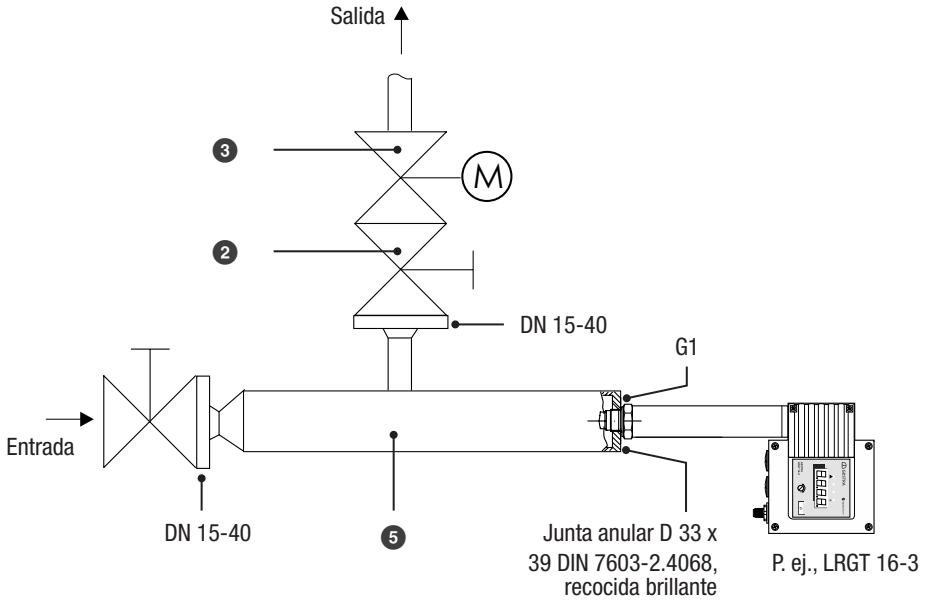 Salida
3
M
2
DN 15-40
G1
Entrada
DN 15-40
5
Junta anular D 33 x
39 DIN 7603-2.4068,
recocida brillante
P. ej., LRGT 16-3